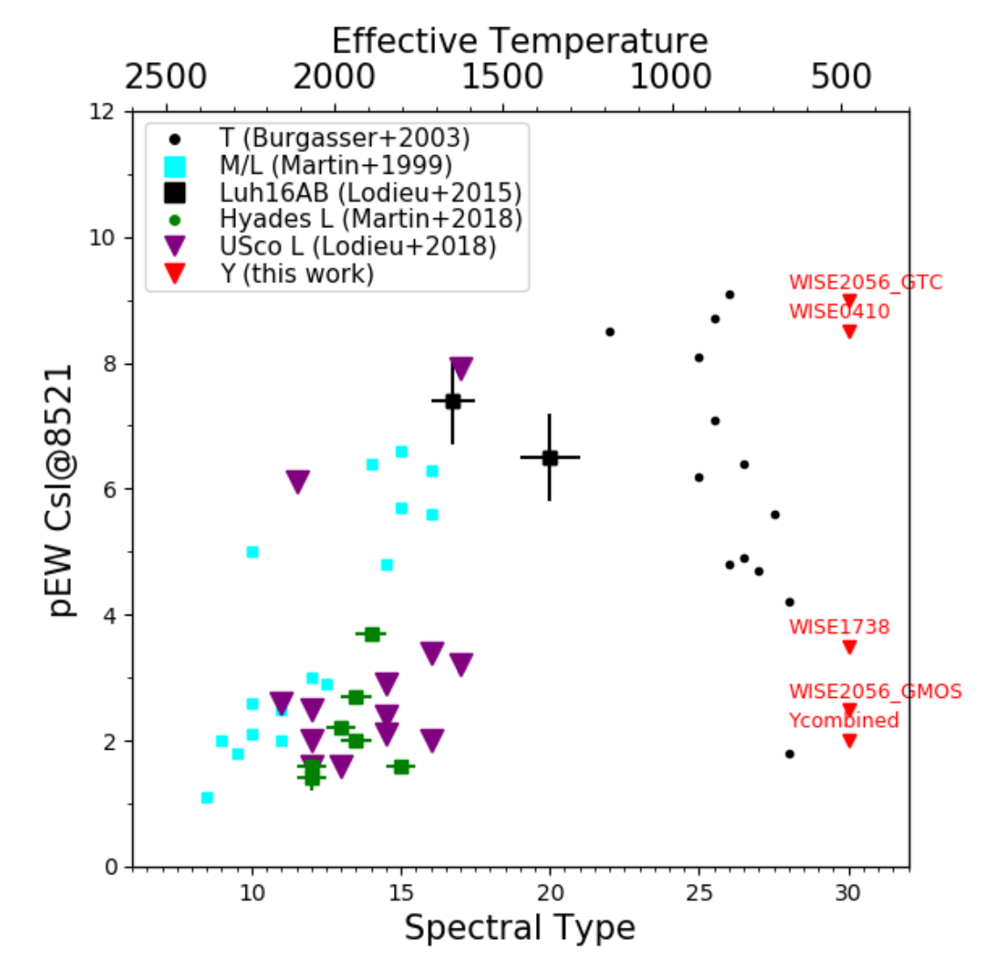 Effective Temperature
2500 2000 1500 1000 500
12
T (Burgasser+2003)
M/L (Martin+1999)
Luh16AB (Lodieu+2015)
Hyades L (Martin+2018)
USco L (Lodieu+2018)
Y (this work)
10
WISE2056_GTC
WISE0410
8
pEW CsI@8521
6
4
WISE1738
WISE2056_GMOS
Ycombined
2
0
10 15 20 25 30
Spectral Type